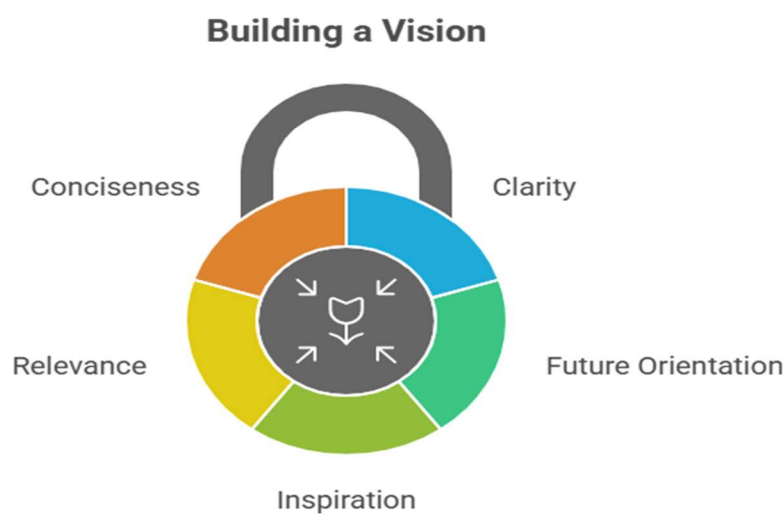 Building a Vision
Conciseness
Clarity
Relevance
Future Orientation
Inspiration